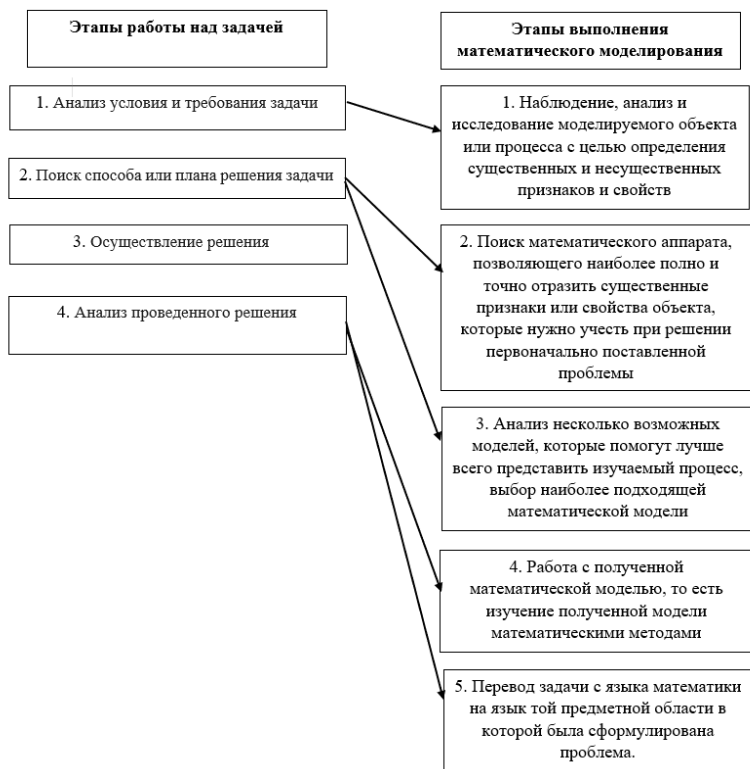 Этапы работы над задачей
1. Анализ условия и требования задачи
2. Поиск способа или плана решения задачи
3. Осуществление решения
4. Анализ проведенного решения
Этапы выполнения
математического моделирования
1. Наблюдение, анализ и
исследование моделируемого объекта
или процесса с целью определения
существенных и несущественных
признаков и свойств
2. Поиск математического аппарата,
позволяющего наиболее полно и
точно отразить существенные
признаки или свойства объекта,
которые нужно учесть при решении
первоначально поставленной
проблемы
3. Анализ несколько возможных
моделей, которые помогут лучше
всего представить изучаемый процесс,
выбор наиболее подходящей
математической модели
4. Работа с полученной
математической моделью, то есть
изучение полученной модели
математическими методами
5. Перевод задачи с языка математики
на язык той предметной области в
которой была сформулирована
проблема.